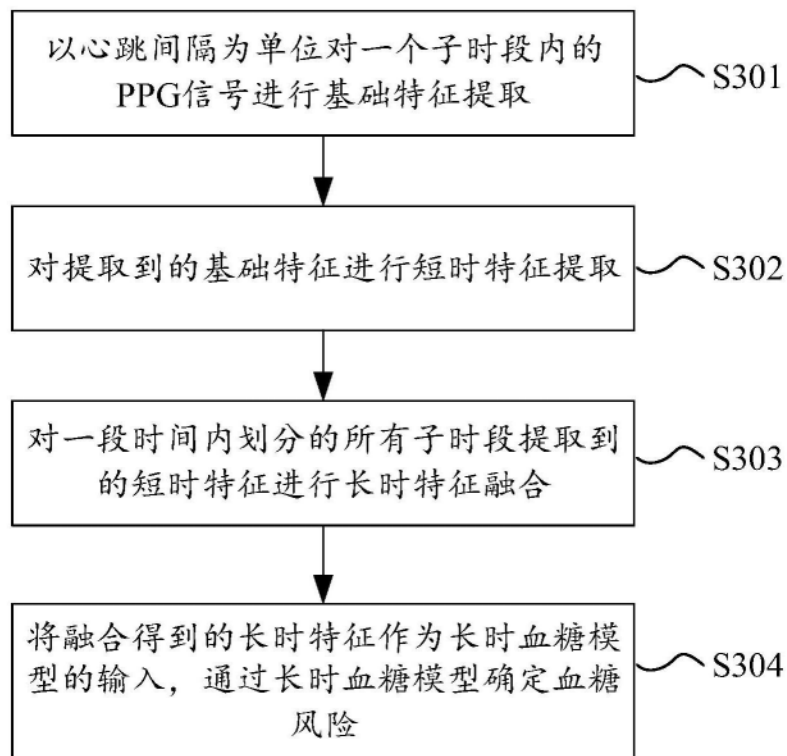 以心跳间隔为单位对一个子时段内的
PPG信号进行基础特征提取
S301
对提取到的基础特征进行短时特征提取
S302
对一段时间内划分的所有子时段提取到
的短时特征进行长时特征融合
S303
将融合得到的长时特征作为长时血糖模
型的输入，通过长时血糖模型确定血糖
风险
S304